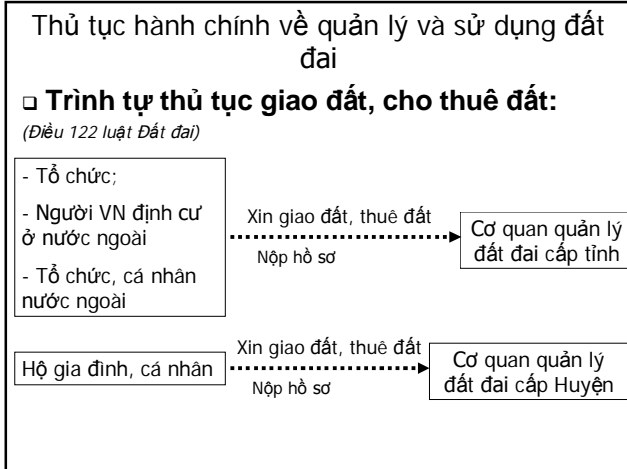 Thủ tục hành chính về quản lý và sử dụng đất
đai
❑ Trình tự thủ tục giao đất, cho thuê đất:
(Điều 122 luật Đất đai)
- Tổ chức;
- Người VN định cư
ở nước ngoài
- Tổ chức, cá nhân
nước ngoài
Xin giao đất, thuê đất
Nộp hồ sơ
Cơ quan quản lý
đất đai cấp tỉnh
Hộ gia đình, cá nhân
Xin giao đất, thuê đất
Nộp hồ sơ
Cơ quan quản lý
đất đai cấp Huyện